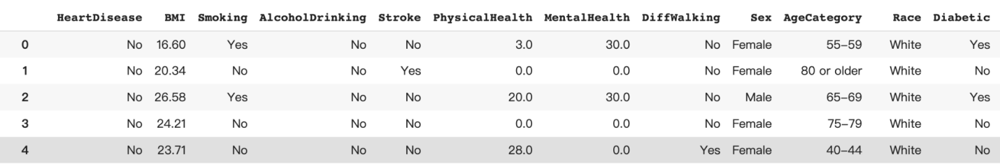 HeartDisease BMI Smoking AlcoholDrinking Stroke PhysicalHealth MentalHealth DiffWalking Sex AgeCategory Race Diabetic
0 No 16.60 Yes No No 3.0 30.0 No Female 55–59 White Yes
1 No 20.34 No No Yes 0.0 0.0 No Female 80 or older White No
2 No 26.58 Yes No No 20.0 30.0 No Male 65–69 White Yes
3 No 24.21 No No No 0.0 0.0 No Female 75–79 White No
4 No 23.71 No No No 28.0 0.0 Yes Female 40–44 White No